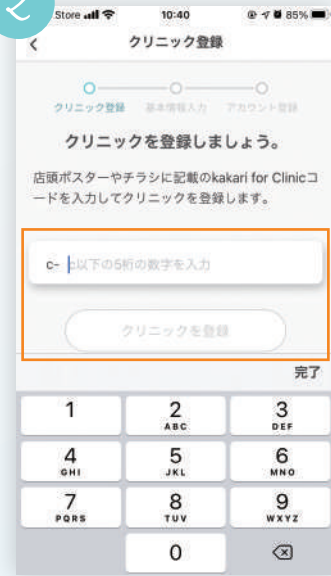 2
Store 10:40 85%
クリニック登録
クリニック登録 基本情報入力 アカウント登録
クリニックを登録しましょう。
店頭ポスターやチラシに記載のkakari for Clinicコ
ードを入力してクリニックを登録します。
c- c以下の5桁の数字を入力
クリニックを登録
完了
1 2 3
ABC DEF
4 5 6
GHI JKL MNO
7 8 9
PQRS TUV WXYZ
0